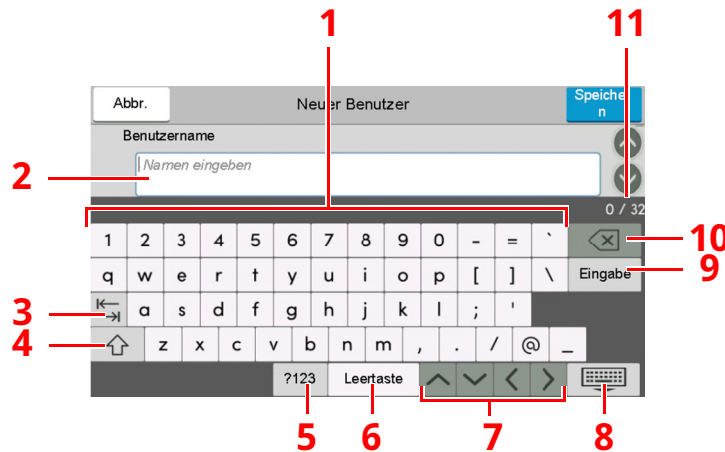 1 11
Abbr. Neuer Benutzer Speiche
n
Benutzername
Namen eingeben
2
0 / 32
1 2 3 4 5 6 7 8 9 0 - = `
10
q w e r t y u i o p [ ] \ Eingabe
9
3 a s d f g h j k l ; '
4 z x c v b n m , . / @ _
?123 Leertaste
5 6 7 8